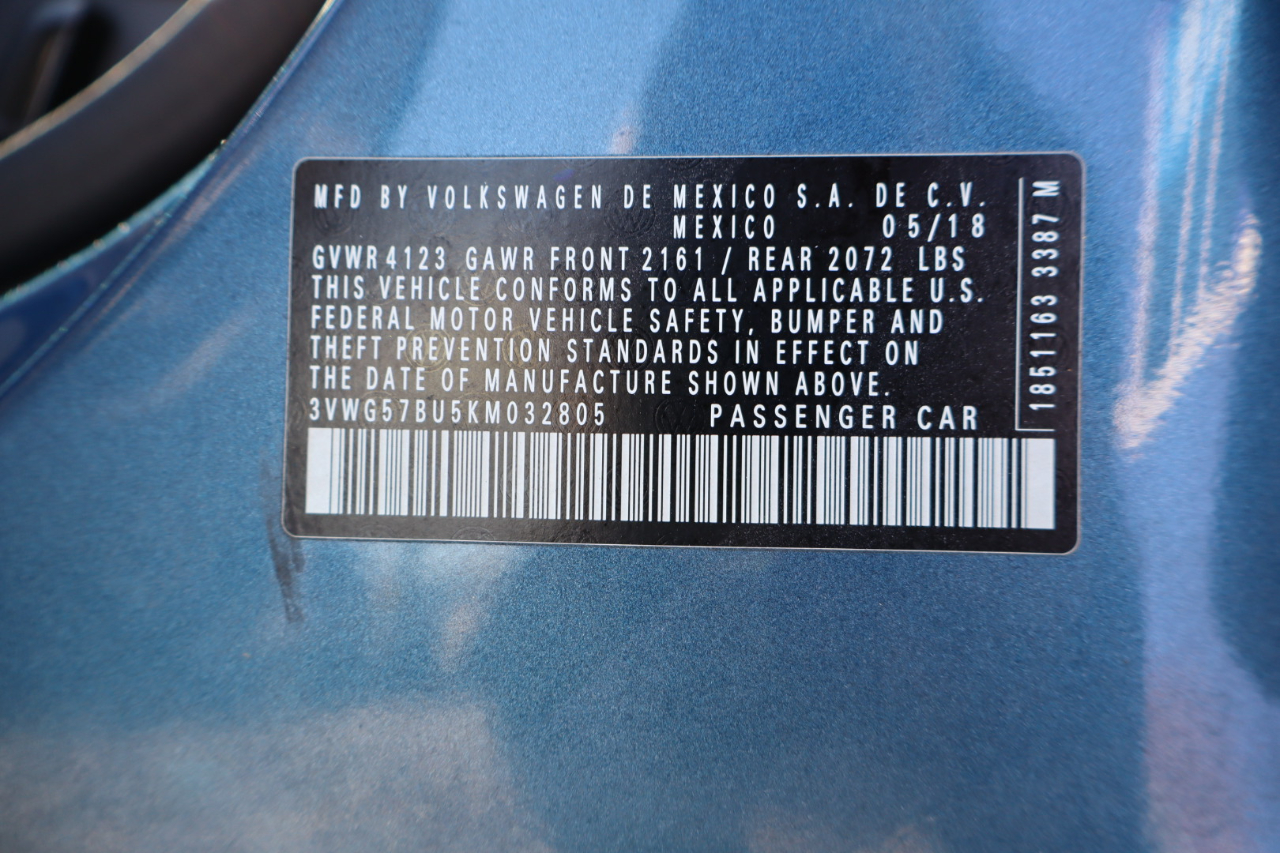 MFD BY VOLKSWAGEN DE MEXICO S.A. DE C.V.
MEXICO 05/18
GVWR 4123 GAWR FRONT 2161 / REAR 2072 LBS
THIS VEHICLE CONFORMS TO ALL APPLICABLE U.S.
FEDERAL MOTOR VEHICLE SAFETY, BUMPER AND
THEFT PREVENTION STANDARDS IN EFFECT ON
THE DATE OF MANUFACTURE SHOWN ABOVE.
3VWG57BU5KM032805 PASSENGER CAR
1851163 3387 M